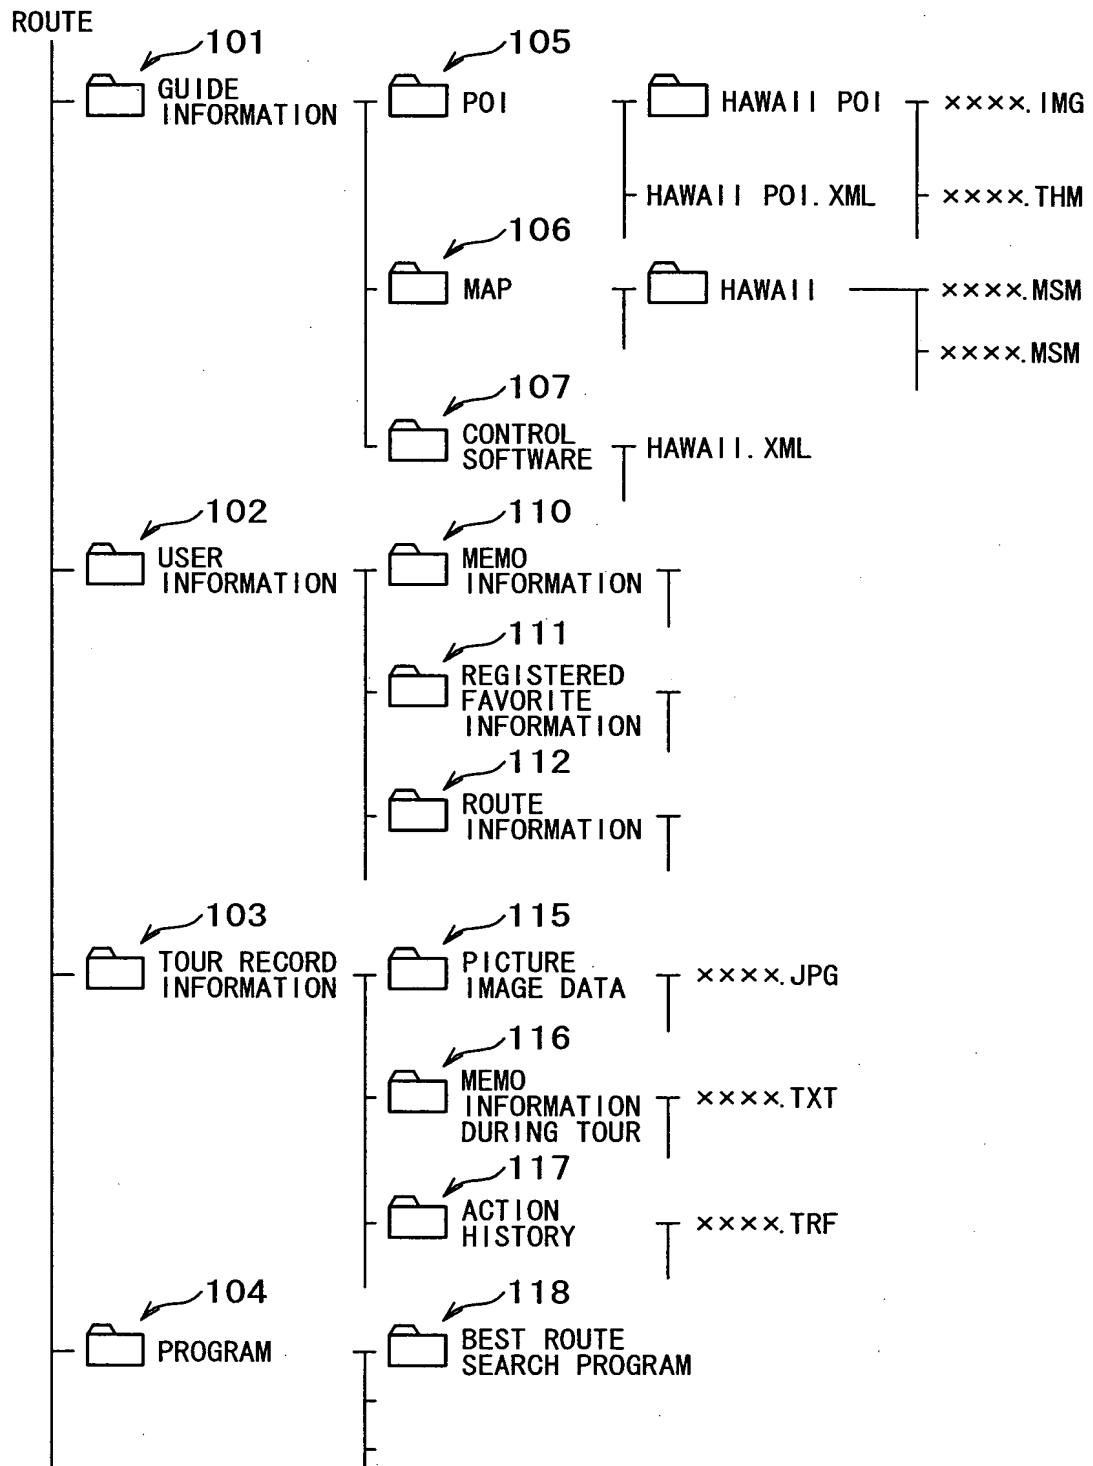 ROUTE
101
GUIDE
INFORMATION
105
POI
HAWAII POI
××××.IMG
HAWAII POI.XML
××××.THM
106
MAP
HAWAII
××××.MSM
××××.MSM
107
CONTROL
SOFTWARE
HAWAII.XML
102
USER
INFORMATION
110
MEMO
INFORMATION
111
REGISTERED
FAVORITE
INFORMATION
112
ROUTE
INFORMATION
103
TOUR RECORD
INFORMATION
115
PICTURE
IMAGE DATA
××××.JPG
116
MEMO
INFORMATION
DURING TOUR
××××.TXT
117
ACTION
HISTORY
××××.TRF
104
PROGRAM
118
BEST ROUTE
SEARCH PROGRAM